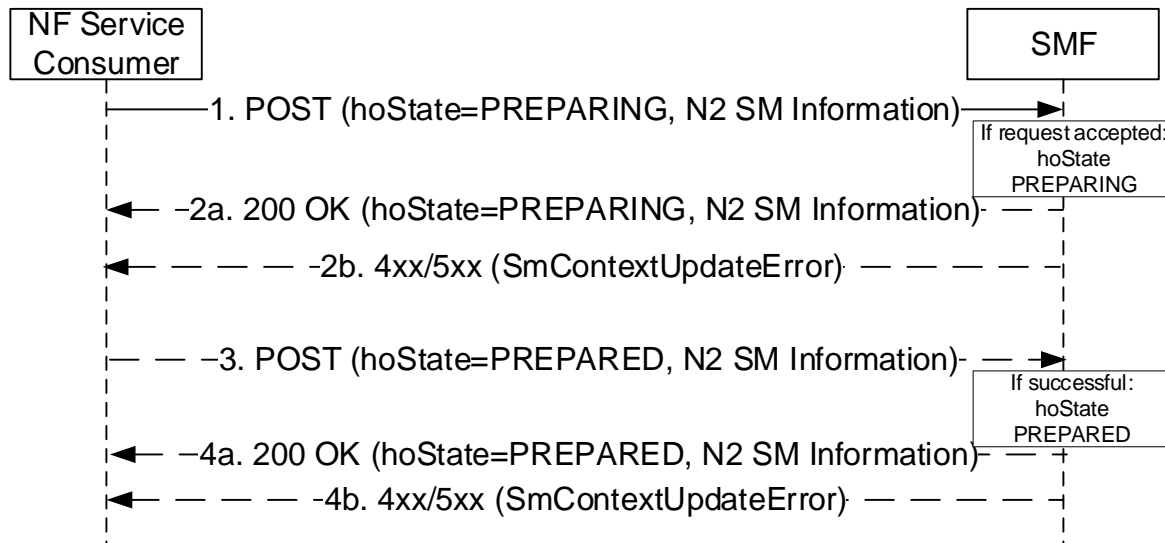 NF Service
Consumer
SMF
1. POST (hoState=PREPARING, N2 SM Information)
If request accepted:
hoState
PREPARING
2a. 200 OK (hoState=PREPARING, N2 SM Information)
2b. 4xx/5xx (SmContextUpdateError)
3. POST (hoState=PREPARED, N2 SM Information)
If successful:
hoState
PREPARED
4a. 200 OK (hoState=PREPARED, N2 SM Information)
4b. 4xx/5xx (SmContextUpdateError)